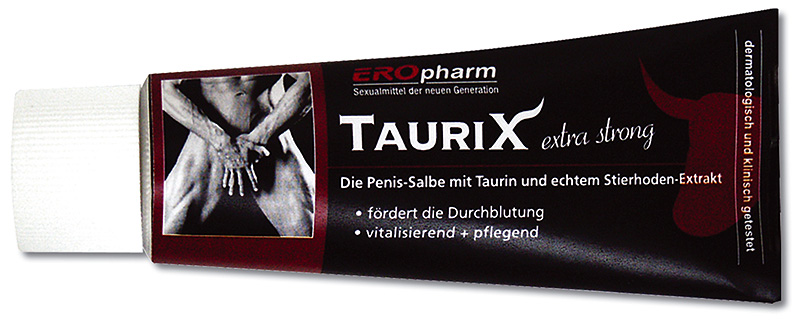 EROpharm
Sexualmittel der neuen Generation
TAURIX extra strong
Die Penis-Salbe mit Taurin und echtem Stierhoden-Extrakt
• fördert die Durchblutung
• vitalisierend + pflegend
dermatologisch und klinisch getestet